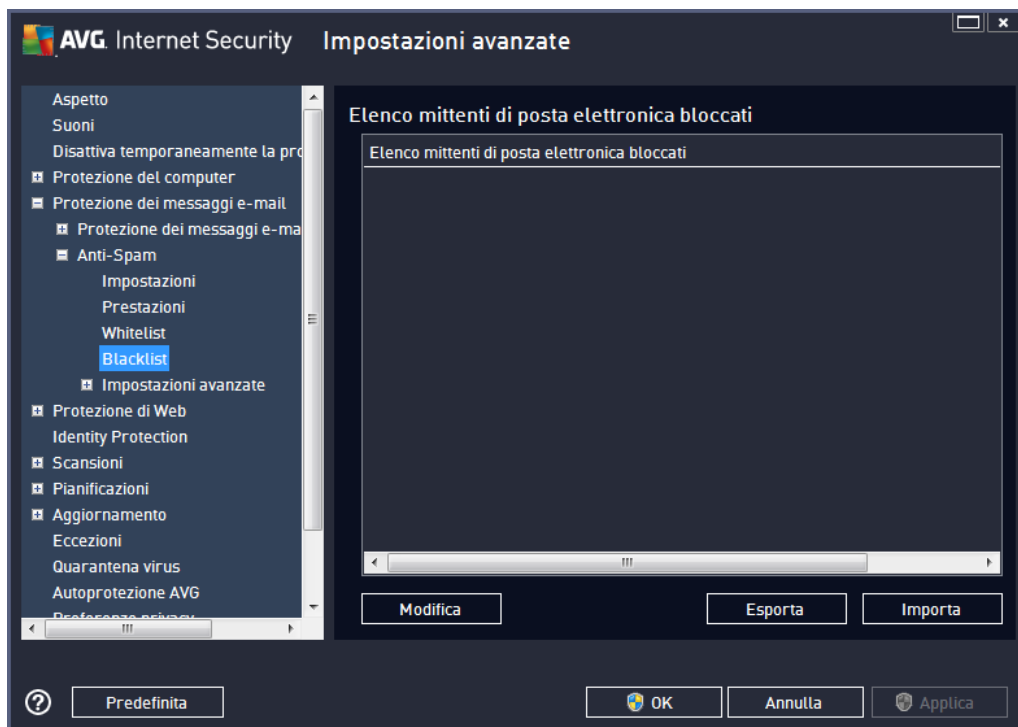 AVG. Internet Security Impostazioni avanzate
Aspetto
Suoni
Disattiva temporaneamente la pro
Protezione del computer
Protezione dei messaggi e-mail
Protezione dei messaggi e-ma
Anti-Spam
Impostazioni
Prestazioni
Whitelist
Blacklist
Impostazioni avanzate
Protezione di Web
Identity Protection
Scansioni
Pianificazioni
Aggiornamento
Eccezioni
Quarantena virus
Autoprotezione AVG
Preferenze privacy
Elenco mittenti di posta elettronica bloccati
Elenco mittenti di posta elettronica bloccati
Modifica Esporta Importa
Predefinita OK Annulla Applica